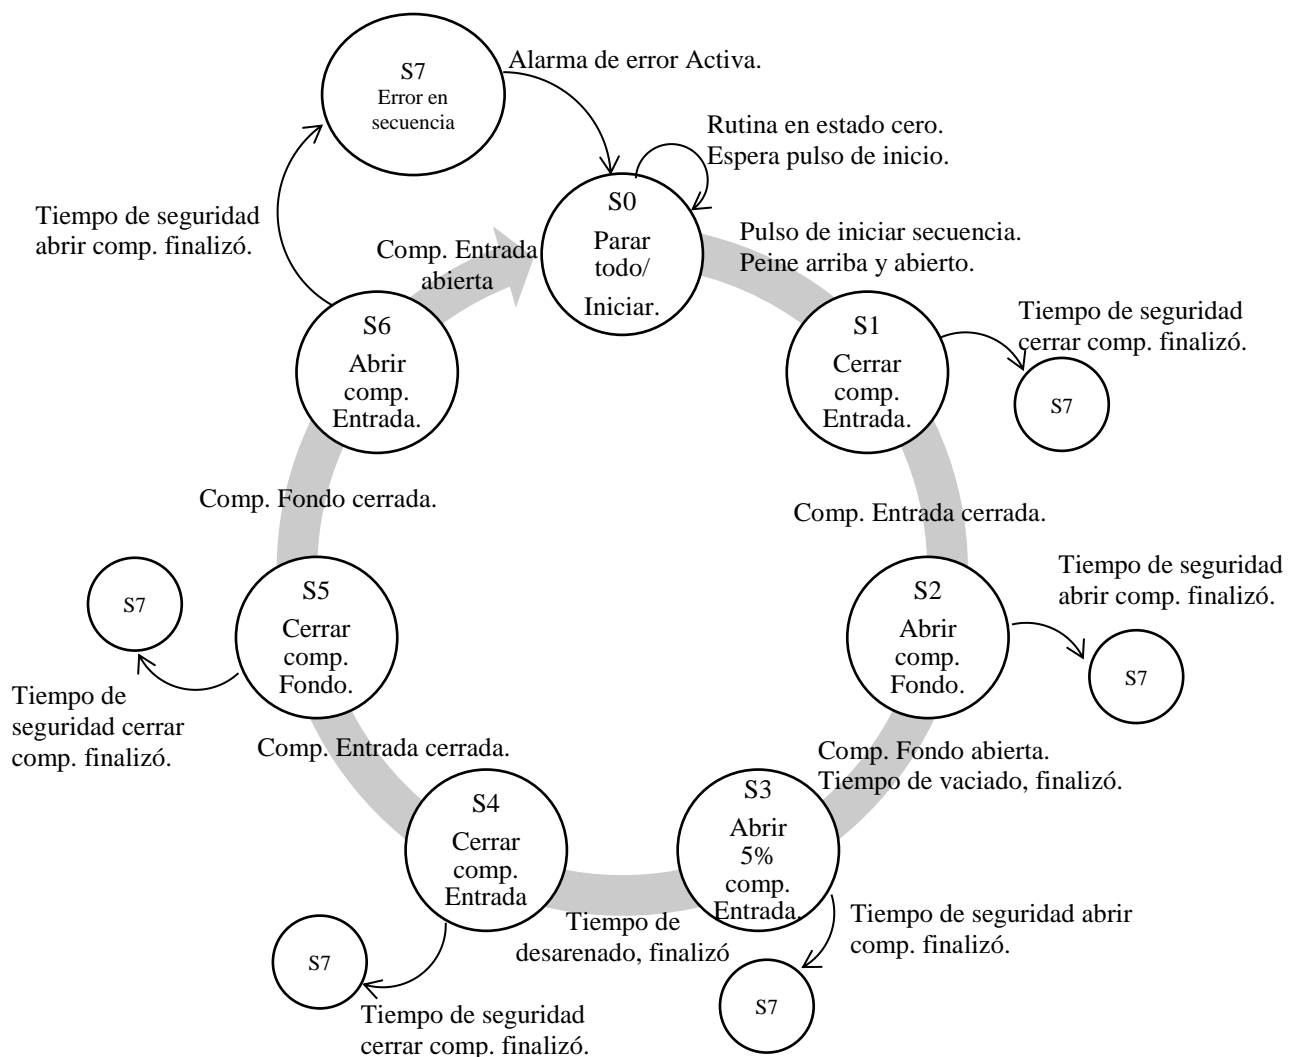 S7
Error en
secuencia
Alarma de error Activa.
Rutina en estado cero.
Espera pulso de inicio.
S0
Parar
todo/
Iniciar.
Tiempo de seguridad
abrir comp. finalizó.
Comp. Entrada
abierta
Pulso de iniciar secuencia.
Peine arriba y abierto.
S6
Abrir
comp.
Entrada.
S1
Cerrar
comp.
Entrada.
Tiempo de seguridad
cerrar comp. finalizó.
S7
Comp. Fondo cerrada.
Comp. Entrada cerrada.
S7
S5
Cerrar
comp.
Fondo.
S2
Abrir
comp.
Fondo.
Tiempo de seguridad
abrir comp. finalizó.
S7
Tiempo de
seguridad cerrar
comp. finalizó.
Comp. Entrada cerrada.
Comp. Fondo abierta.
Tiempo de vaciado, finalizó.
S4
Cerrar
comp.
Entrada
S3
Abrir
5%
comp.
Entrada.
Tiempo de
desarenado, finalizó
Tiempo de seguridad abrir
comp. finalizó.
S7
S7
Tiempo de seguridad
cerrar comp. finalizó.